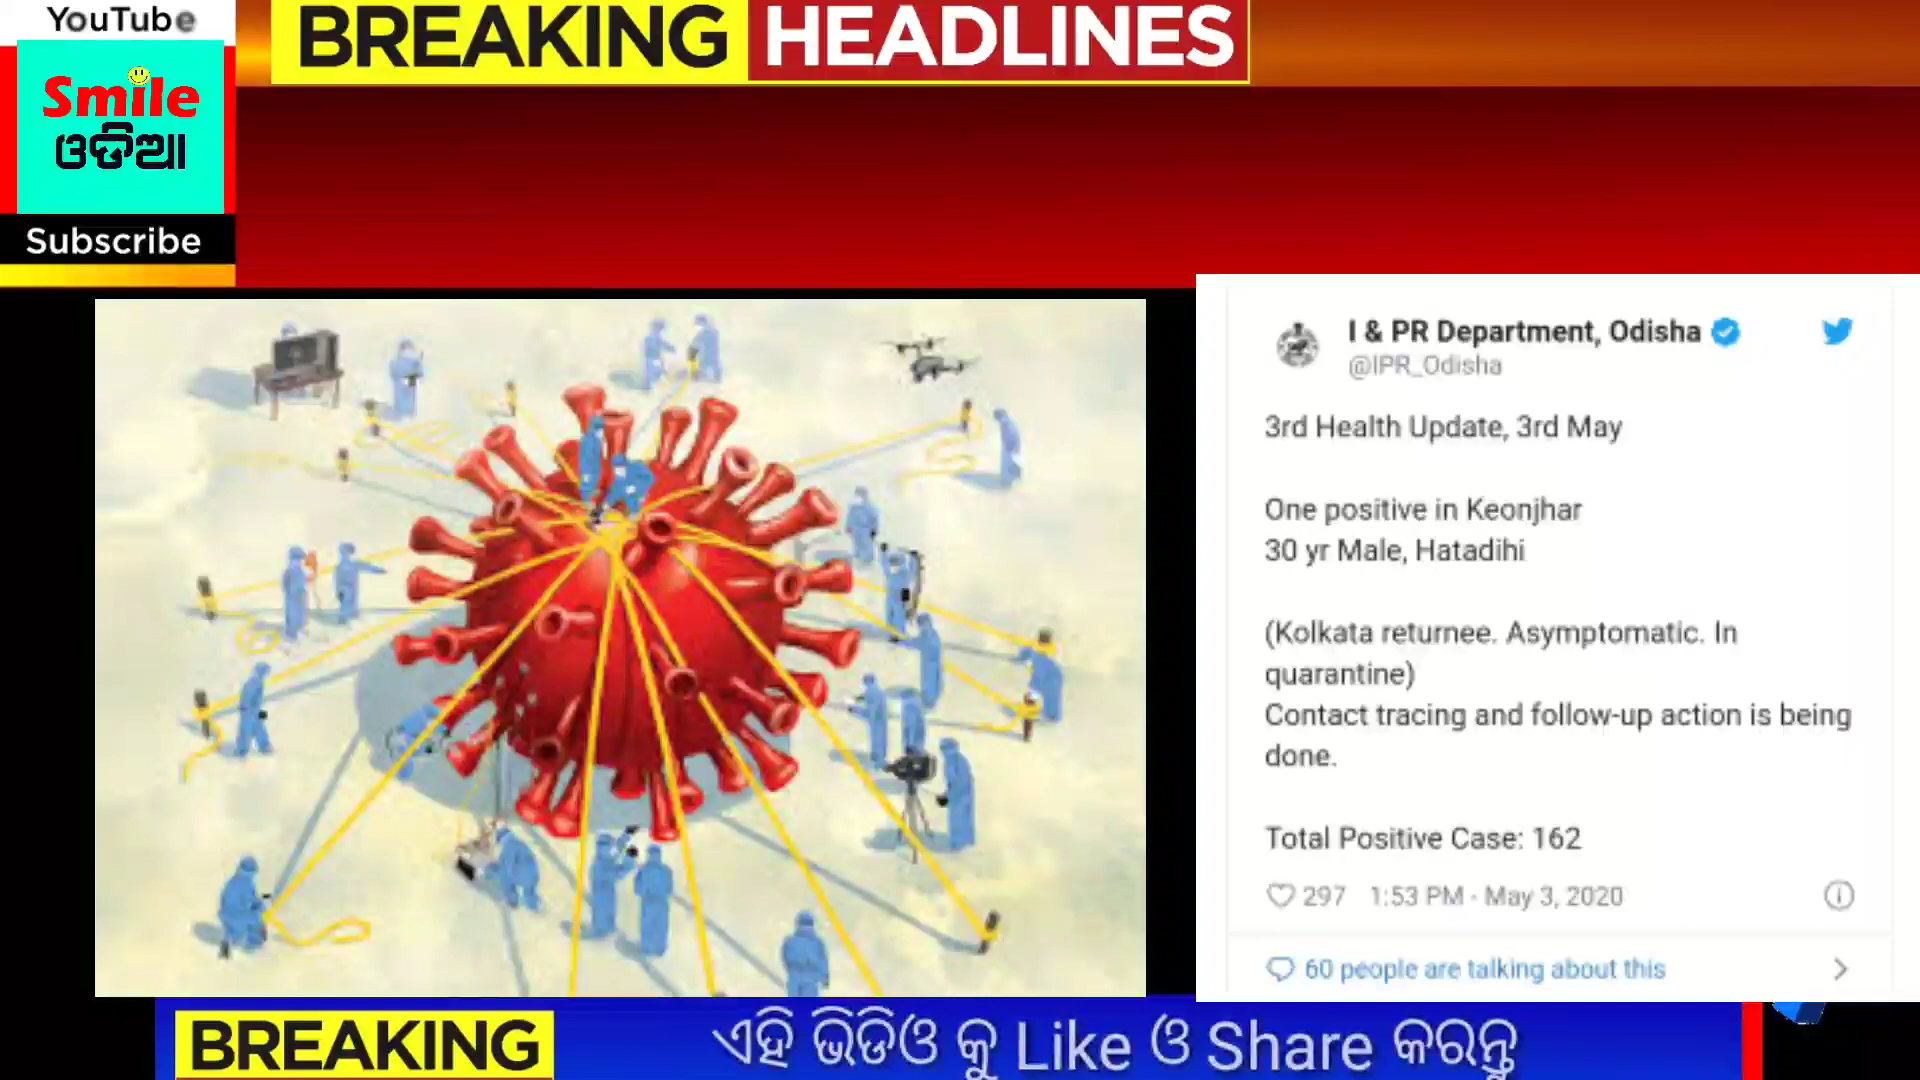 YouTube
Smile
ଓଡିଆ
Subscribe
BREAKING HEADLINES
I & PR Department, Odisha
@IPR_Odisha
3rd Health Update, 3rd May
One positive in Keonjhar
30 yr Male, Hatadihi
(Kolkata returnee. Asymptomatic. In
quarantine)
Contact tracing and follow-up action is being
done.
Total Positive Case: 162
297 1:53 PM - May 3, 2020
60 people are talking about this
BREAKING
ଏହି ଭିଡିଓ କୁ Like ଓ Share କରନ୍ତୁ